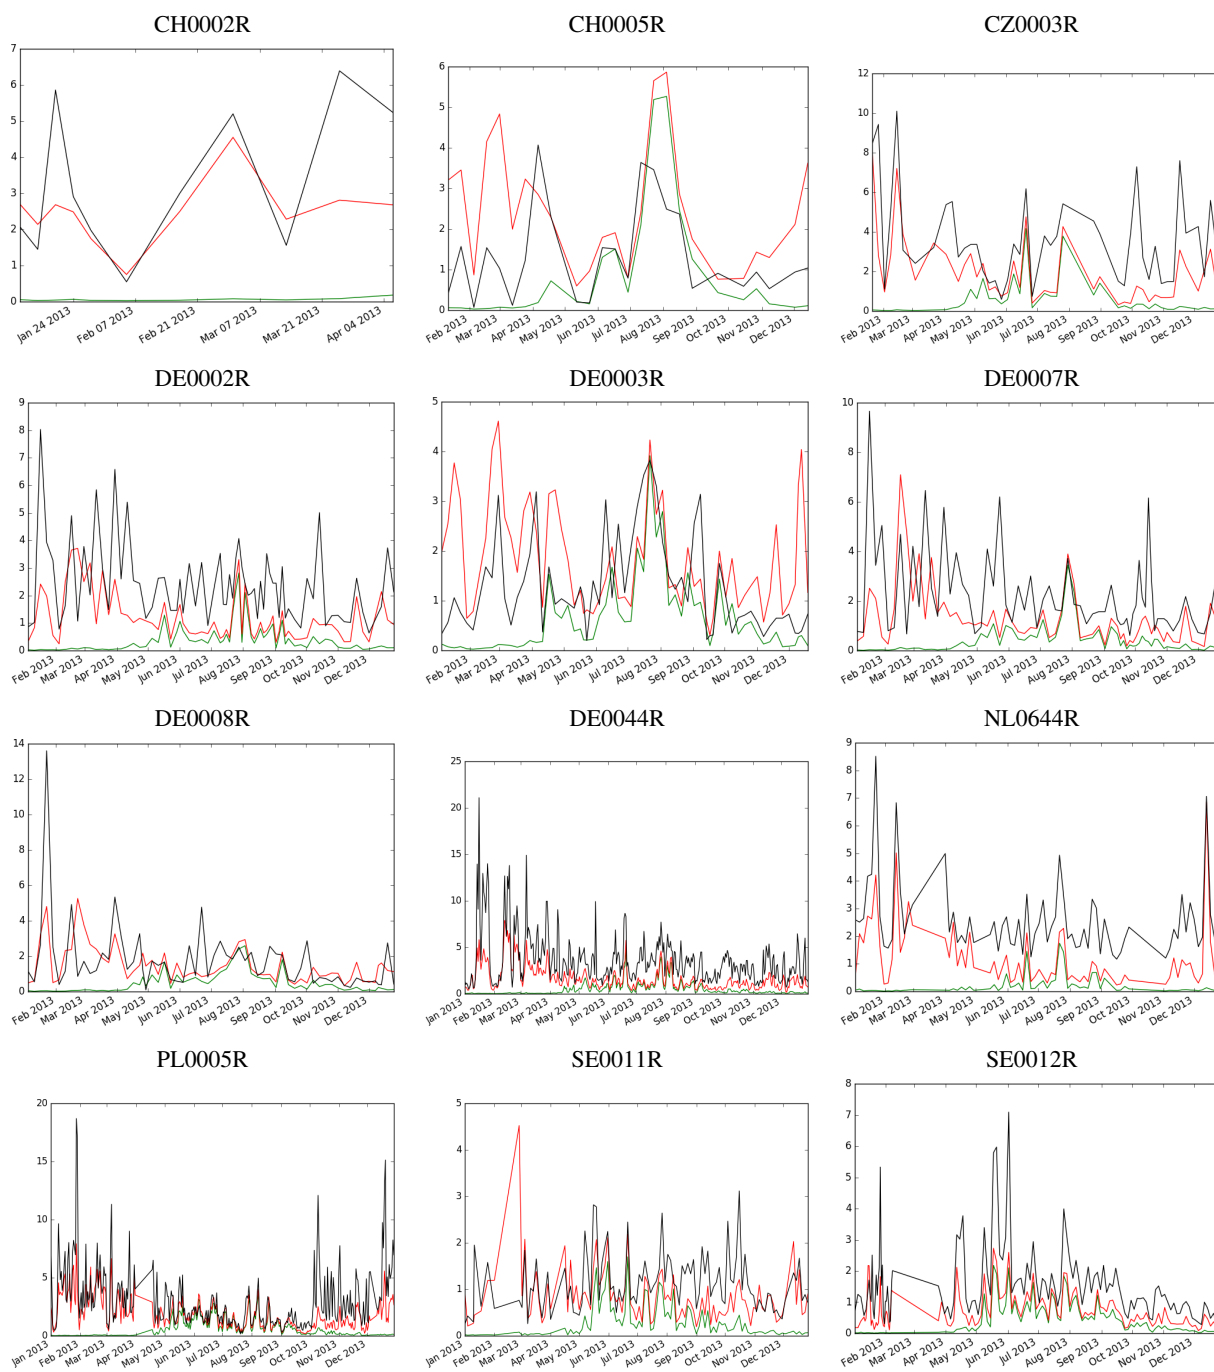 CH0002R CH0005R CZ0003R
7 6 5 4 3 2 1 0
Jan 24 2013 Feb 07 2013 Feb 21 2013 Mar 07 2013 Mar 21 2013 Apr 04 2013
6 5 4 3 2 1 0
Feb 2013 Mar 2013 Apr 2013 May 2013 Jun 2013 Jul 2013 Aug 2013 Sep 2013 Oct 2013 Nov 2013 Dec 2013
12 10 8 6 4 2 0
Feb 2013 Mar 2013 Apr 2013 May 2013 Jun 2013 Jul 2013 Aug 2013 Sep 2013 Oct 2013 Nov 2013 Dec 2013
DE0002R DE0003R DE0007R
9 8 7 6 5 4 3 2 1 0
Feb 2013 Mar 2013 Apr 2013 May 2013 Jun 2013 Jul 2013 Aug 2013 Sep 2013 Oct 2013 Nov 2013 Dec 2013
5 4 3 2 1 0
Feb 2013 Mar 2013 Apr 2013 May 2013 Jun 2013 Jul 2013 Aug 2013 Sep 2013 Oct 2013 Nov 2013 Dec 2013
10 8 6 4 2 0
Feb 2013 Mar 2013 Apr 2013 May 2013 Jun 2013 Jul 2013 Aug 2013 Sep 2013 Oct 2013 Nov 2013 Dec 2013
DE0008R DE0044R NL0644R
14 12 10 8 6 4 2 0
Feb 2013 Mar 2013 Apr 2013 May 2013 Jun 2013 Jul 2013 Aug 2013 Sep 2013 Oct 2013 Nov 2013 Dec 2013
25 20 15 10 5 0
Jan 2013 Feb 2013 Mar 2013 Apr 2013 May 2013 Jun 2013 Jul 2013 Aug 2013 Sep 2013 Oct 2013 Nov 2013 Dec 2013
9 8 7 6 5 4 3 2 1 0
Feb 2013 Mar 2013 Apr 2013 May 2013 Jun 2013 Jul 2013 Aug 2013 Sep 2013 Oct 2013 Nov 2013 Dec 2013
PL0005R SE0011R SE0012R
20 15 10 5 0
Jan 2013 Feb 2013 Mar 2013 Apr 2013 May 2013 Jun 2013 Jul 2013 Aug 2013 Sep 2013 Oct 2013 Nov 2013 Dec 2013
5 4 3 2 1 0
Jan 2013 Feb 2013 Mar 2013 Apr 2013 May 2013 Jun 2013 Jul 2013 Aug 2013 Sep 2013 Oct 2013 Nov 2013 Dec 2013
8 7 6 5 4 3 2 1 0
Feb 2013 Mar 2013 Apr 2013 May 2013 Jun 2013 Jul 2013 Aug 2013 Sep 2013 Oct 2013 Nov 2013 Dec 2013